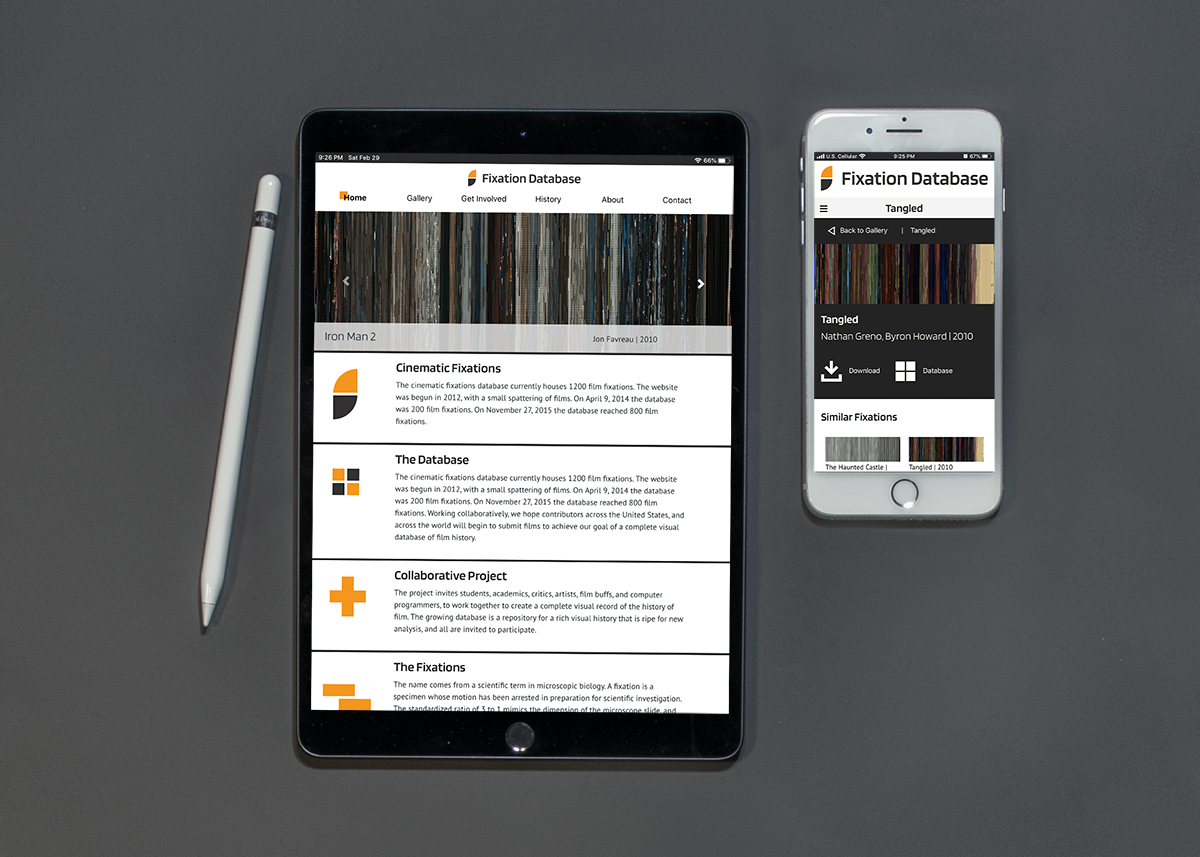 9:26 PM Sat Feb 29
66%
Fixation Database
Home Gallery Get Involved History About Contact
Iron Man 2
Jon Favreau | 2010
Cinematic Fixations
The cinematic fixations database currently houses 1200 film fixations. The website
was begun in 2012, with a small spattering of films. On April 9, 2014 the database
was 200 film fixations. On November 27, 2015 the database reached 800 film
fixations.
The Database
The cinematic fixations database currently houses 1200 film fixations. The website
was begun in 2012, with a small spattering of films. On April 9, 2014 the database
was 200 film fixations. On November 27, 2015 the database reached 800 film
fixations. Working collaboratively, we hope contributors across the United States, and
across the world will begin to submit films to achieve our goal of a complete visual
database of film history.
Collaborative Project
The project invites students, academics, critics, artists, film buffs, and computer
programmers, to work together to create a complete visual record of the history of
film. The growing database is a repository for a rich visual history that is ripe for new
analysis, and all are invited to participate.
The Fixations
The name comes from a scientific term in microscopic biology. A fixation is a
specimen whose motion has been arrested in preparation for scientific investigation.
The standardized ratio of 3 to 1 mimics the dimension of the microscope slide, and
U.S. Cellular 9:25 PM 67%
Fixation Database
Tangled
Back to Gallery | Tangled
Tangled
Nathan Greno, Byron Howard | 2010
Download Database
Similar Fixations
The Haunted Castle | Tangled | 2010